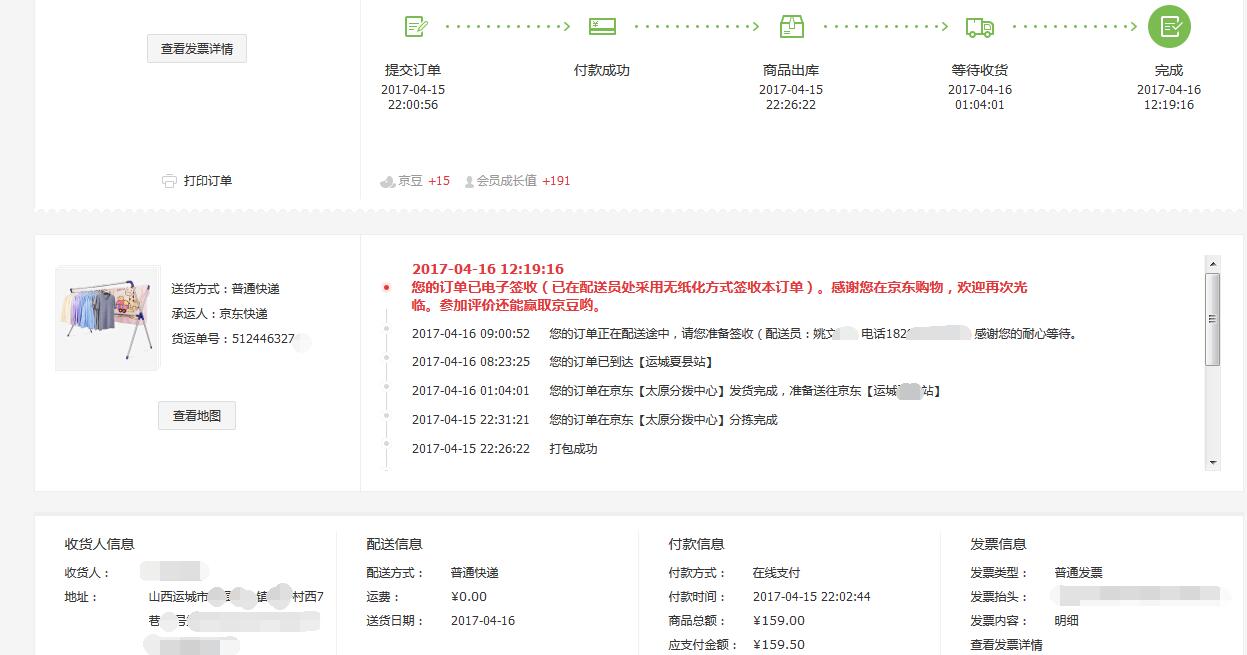 查看发票详情
提交订单
2017-04-15
22:00:56
付款成功
商品出库
2017-04-15
22:26:22
等待收货
2017-04-16
01:04:01
完成
2017-04-16
12:19:16
打印订单
京豆 +15 会员成长值 +191
送货方式：普通快递
承运人：京东快递
货运单号：512446327
查看地图
2017-04-16 12:19:16
您的订单已电子签收（已在配送员处采用无纸化方式签收本订单）。感谢您在京东购物，欢迎再次光
临。参加评价还能赢取京豆哟。
2017-04-16 09:00:52 您的订单正在配送途中，请您准备签收（配送员：姚文 电话182 感谢您的耐心等待。
2017-04-16 08:23:25 您的订单已到达【运城夏县站】
2017-04-16 01:04:01 您的订单在京东【太原分拨中心】发货完成，准备送往京东【运城 站】
2017-04-15 22:31:21 您的订单在京东【太原分拨中心】分拣完成
2017-04-15 22:26:22 打包成功
收货人信息
收货人：
地址： 山西运城市 镇 村西7
巷 号
配送信息
配送方式： 普通快递
运费： ¥0.00
送货日期： 2017-04-16
付款信息
付款方式： 在线支付
付款时间： 2017-04-15 22:02:44
商品总额： ¥159.00
应支付金额： ¥159.50
发票信息
发票类型： 普通发票
发票抬头：
发票内容： 明细
查看发票详情